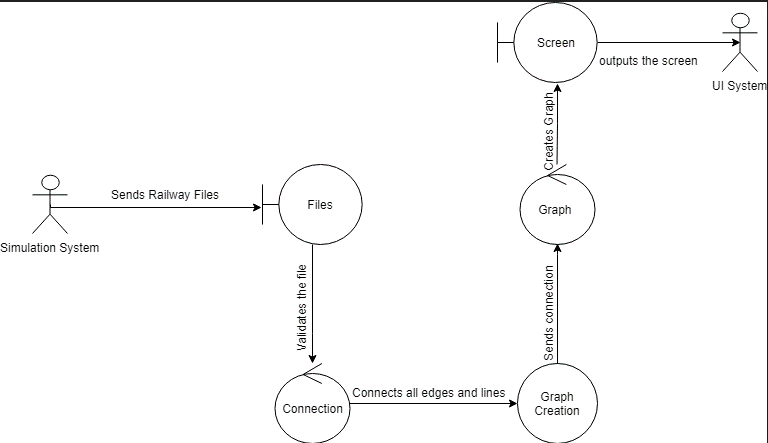 Screen
outputs the screen
UI System
Creates Graph
Sends Railway Files
Files
Simulation System
Graph
Validates the file
Sends connection
Connects all edges and lines
Connection
Graph
Creation